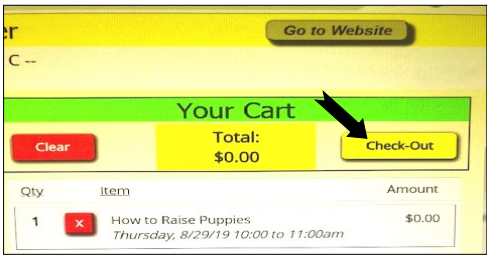 er
Go to Website
C --
Your Cart
Clear
Total:
$0.00
Check-Out
Qty Item Amount
1 x How to Raise Puppies $0.00
Thursday, 8/29/19 10:00 to 11:00am